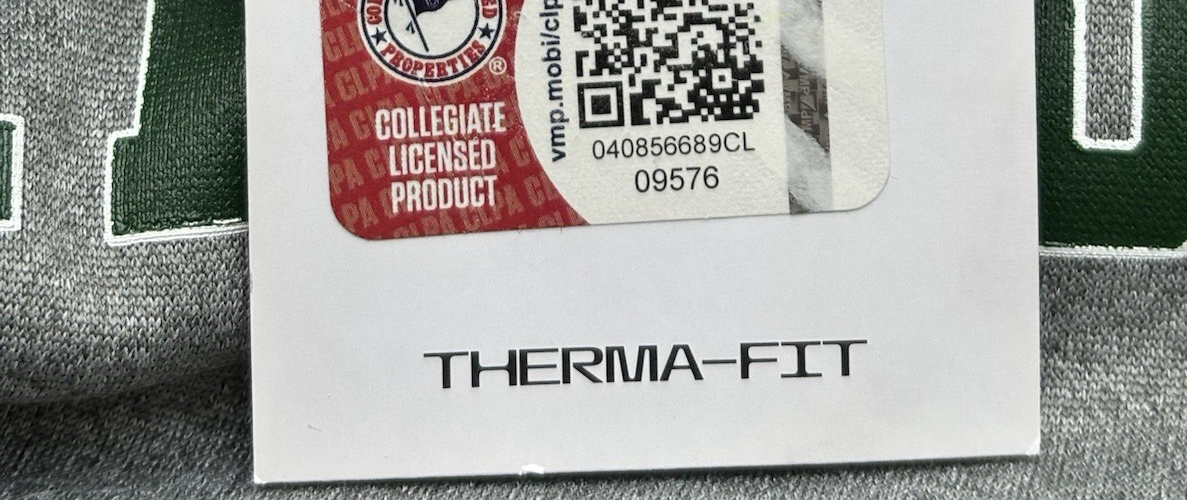 PROPERTIES®
COLLEGIATE
LICENSED
PRODUCT
vmp.mobi/clp
040856689CL
09576
THERMA-FIT